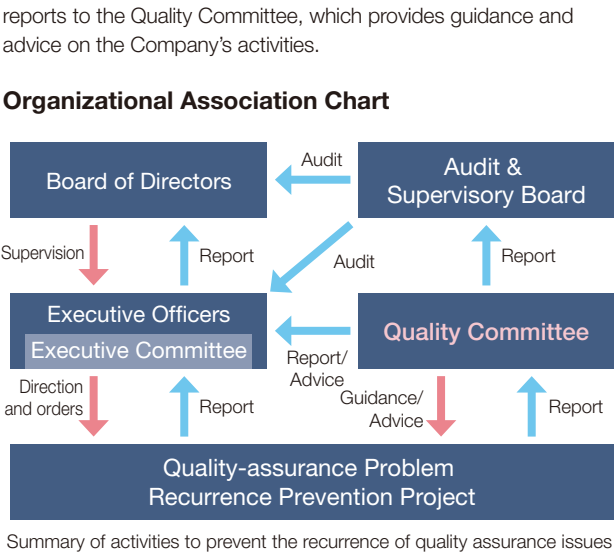 reports to the Quality Committee, which provides guidance and
advice on the Company’s activities.
Organizational Association Chart
Board of Directors
Audit
Audit &
Supervisory Board
Supervision
Report
Audit
Report
Executive Officers
Executive Committee
Report/
Advice
Quality Committee
Direction
and orders
Report
Guidance/
Advice
Report
Quality-assurance Problem
Recurrence Prevention Project
Summary of activities to prevent the recurrence of quality assurance issues